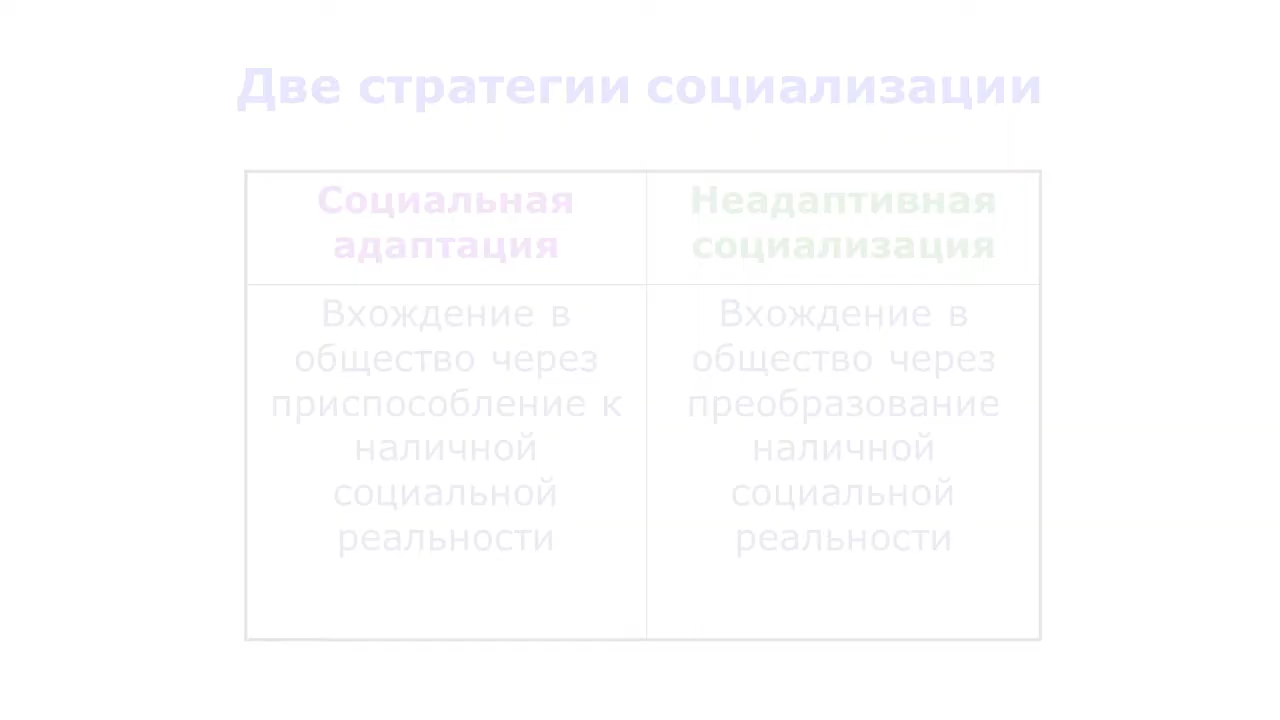 Две стратегии социализации
Социальная
адаптация
Неадаптивная
социализация
Вхождение в
общество через
приспособление к
наличной
социальной
реальности
Вхождение в
общество через
преобразование
наличной
социальной
реальности